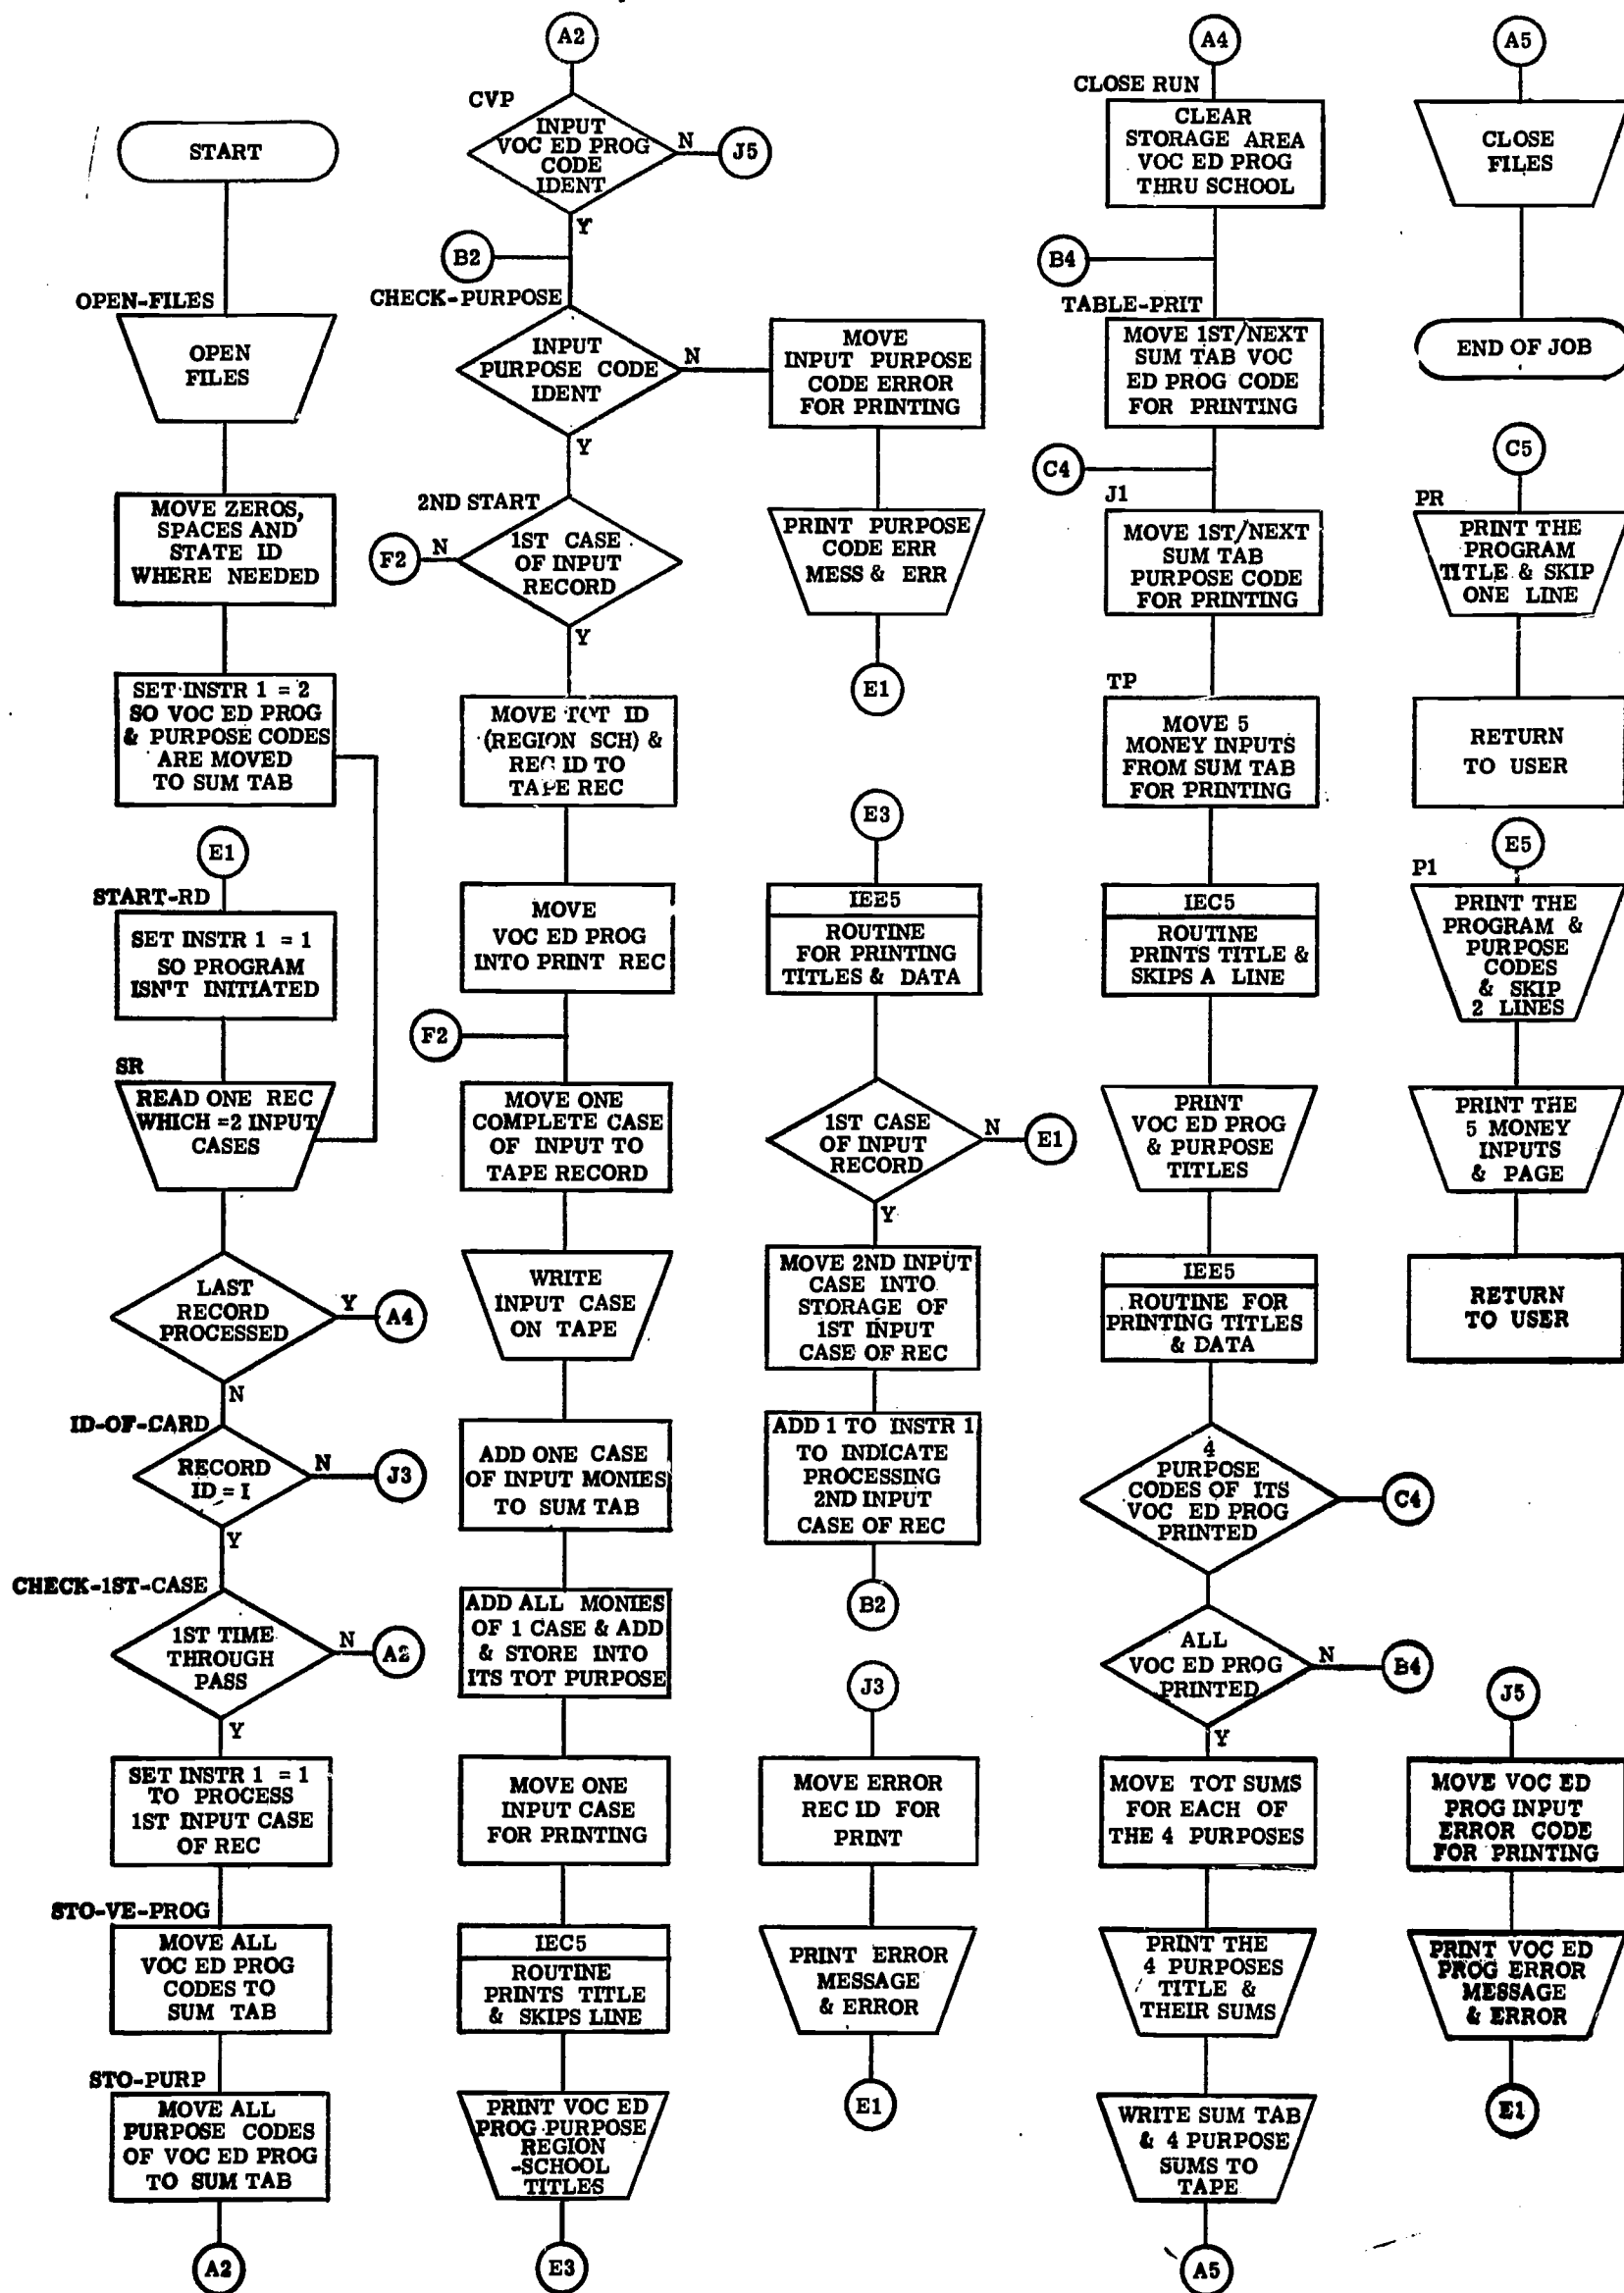 START
OPEN-FILES
OPEN
FILES
MOVE ZEROS,
SPACES AND
STATE ID
WHERE NEEDED
SET INSTR 1 = 2
SO VOC ED PROG
& PURPOSE CODES
ARE MOVED
TO SUM TAB
E1
START-RD
SET INSTR 1 = 1
SO PROGRAM
ISN'T INITIATED
SR
READ ONE REC
WHICH =2 INPUT
CASES
LAST
RECORD
PROCESSED
Y
A4
N
ID-OF-CARD
RECORD
ID = I
N
J3
Y
CHECK-1ST-CASE
1ST TIME
THROUGH
PASS
N
A2
Y
SET INSTR 1 = 1
TO PROCESS
1ST INPUT CASE
OF REC
STO-VE-PROG
MOVE ALL
VOC ED PROG
CODES TO
SUM TAB
STO-PURP
MOVE ALL
PURPOSE CODES
OF VOC ED PROG
TO SUM TAB
A2
A2
CVP
INPUT
VOC ED PROG
CODE
IDENT
N
J5
Y
B2
CHECK-PURPOSE
INPUT
PURPOSE CODE
IDENT
N
Y
2ND START
1ST CASE
OF INPUT
RECORD
N
F2
Y
MOVE TOT ID
(REGION SCH) &
REC ID TO
TAPE REC
MOVE
VOC ED PROG
INTO PRINT REC
F2
MOVE ONE
COMPLETE CASE
OF INPUT TO
TAPE RECORD
WRITE
INPUT CASE
ON TAPE
ADD ONE CASE
OF INPUT MONIES
TO SUM TAB
ADD ALL MONIES
OF 1 CASE & ADD
& STORE INTO
ITS TOT PURPOSE
MOVE ONE
INPUT CASE
FOR PRINTING
IEC5
ROUTINE
PRINTS TITLE
& SKIPS LINE
PRINT VOC ED
PROG PURPOSE
REGION
-SCHOOL
TITLES
E3
MOVE
INPUT PURPOSE
CODE ERROR
FOR PRINTING
PRINT PURPOSE
CODE ERR
MESS & ERR
E1
E3
IEE5
ROUTINE
FOR PRINTING
TITLES & DATA
1ST CASE
OF INPUT
RECORD
N
E1
Y
MOVE 2ND INPUT
CASE INTO
STORAGE OF
1ST INPUT
CASE OF REC
ADD 1 TO INSTR 1
TO INDICATE
PROCESSING
2ND INPUT
CASE OF REC
B2
J3
MOVE ERROR
REC ID FOR
PRINT
PRINT ERROR
MESSAGE
& ERROR
E1
A4
CLOSE RUN
CLEAR
STORAGE AREA
VOC ED PROG
THRU SCHOOL
B4
TABLE-PRIT
MOVE 1ST/NEXT
SUM TAB VOC
ED PROG CODE
FOR PRINTING
C4
J1
MOVE 1ST/NEXT
SUM TAB
PURPOSE CODE
FOR PRINTING
TP
MOVE 5
MONEY INPUTS
FROM SUM TAB
FOR PRINTING
IEC5
ROUTINE
PRINTS TITLE &
SKIPS A LINE
PRINT
VOC ED PROG
& PURPOSE
TITLES
IEE5
ROUTINE FOR
PRINTING TITLES
& DATA
4
PURPOSE
CODES OF ITS
VOC ED PROG
PRINTED
C4
ALL
VOC ED PROG
PRINTED
N
B4
Y
MOVE TOT SUMS
FOR EACH OF
THE 4 PURPOSES
PRINT THE
4 PURPOSES
TITLE &
THEIR SUMS
WRITE SUM TAB
& 4 PURPOSE
SUMS TO
TAPE
A5
A5
CLOSE
FILES
END OF JOB
C5
PR
PRINT THE
PROGRAM
TITLE & SKIP
ONE LINE
RETURN
TO USER
E5
P1
PRINT THE
PROGRAM &
PURPOSE
CODES
& SKIP
2 LINES
PRINT THE
5 MONEY
INPUTS
& PAGE
RETURN
TO USER
J5
MOVE VOC ED
PROG INPUT
ERROR CODE
FOR PRINTING
PRINT VOC ED
PROG ERROR
MESSAGE
& ERROR
E1